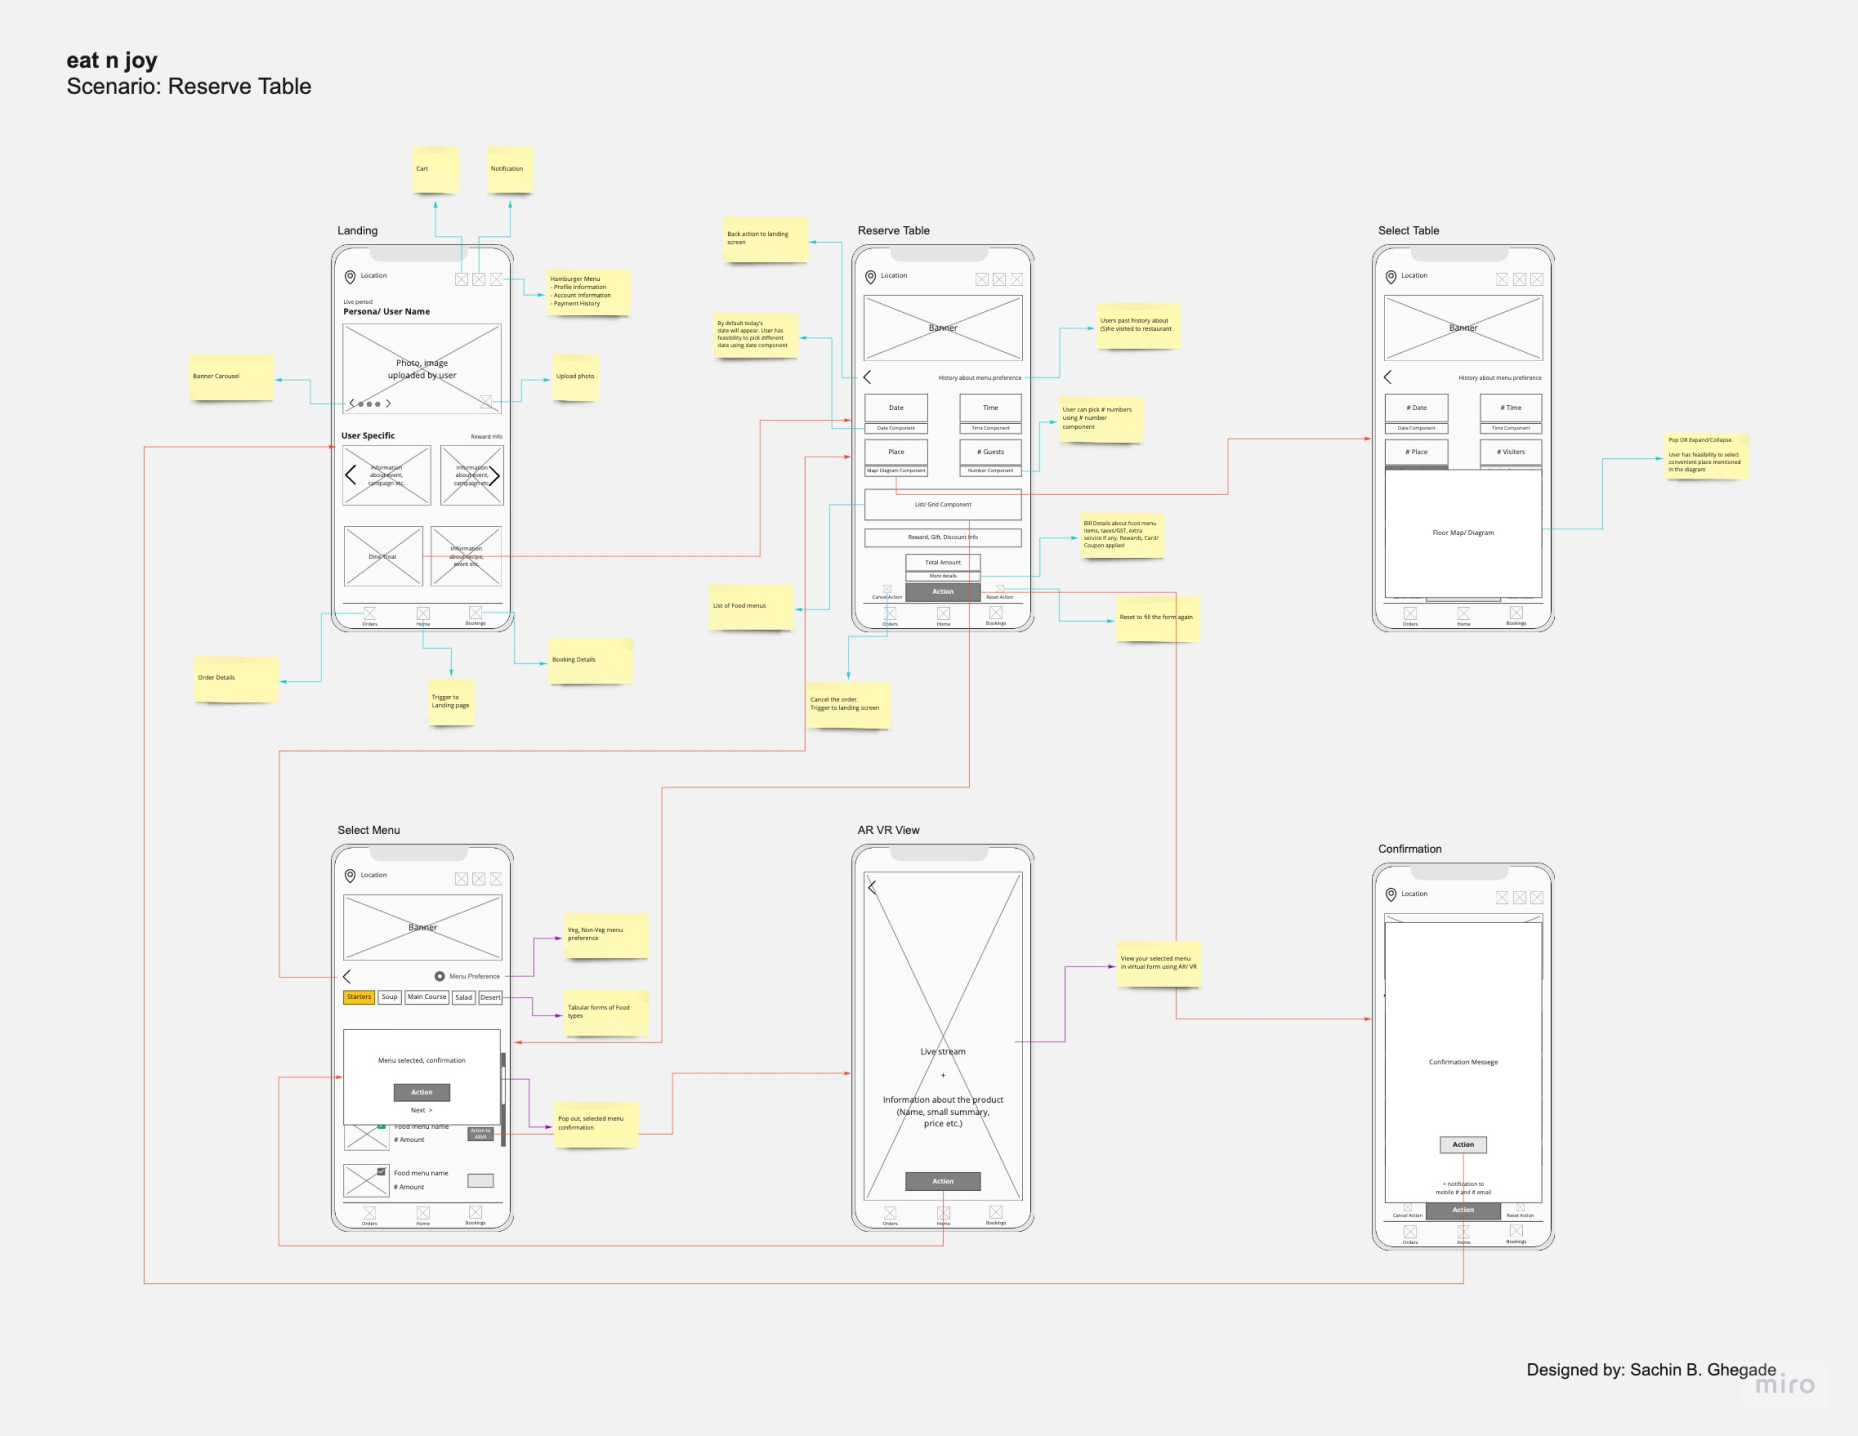 eat n joy
Scenario: Reserve Table
Cart
Notification
Landing
Location
Hamburger Menu
- Profile Information
- Account Information
- Payment History
Live period
Persona/ User Name
Photo, image
uploaded by user
Banner Carousel
Upload photo
User Specific
Reward Info
Information
about event,
campaign etc.
Information
about event,
campaign etc.
Dine Treat
Information
about recipe,
event etc.
Orders
Home
Bookings
Order Details
Trigger to
Landing page
Booking Details
Back action to landing
screen
Reserve Table
Location
Banner
By default today's
date will appear. User has
feasibility to pick different
date using date component
Users past history about
(S)he visited to restaurant
History about menu preference
Date
Time
Date Component
Time Component
User can pick # numbers
using # number
component
Place
# Guests
Map/ Diagram Component
Number Component
List/ Grid Component
Reward, Gift, Discount Info
Bill Details about food menu
items, taxes/GST, extra
service if any. Rewards, Card/
Coupon applied
Total Amount
More details
Action
Cancel Action
Reset Action
Orders
Home
Bookings
List of Food menus
Reset to fill the form again
Cancel the order.
Trigger to landing screen
Select Table
Location
Banner
History about menu preference
# Date
# Time
Date Component
Time Component
# Place
# Visiters
Floor Map/ Diagram
Orders
Home
Bookings
Pop OR Expand/Collapse.
User has feasibility to select
convenient place mentioned
in the diagram
Select Menu
Location
Banner
Menu Preference
Veg, Non-Veg menu
preference
Starters
Soup
Main Course
Salad
Desert
Tabular forms of Food
types
Menu selected, confirmation
Action
Next >
Pop out, selected menu
confirmation
Food menu name
# Amount
Action to
ARVR
Food menu name
# Amount
Orders
Home
Bookings
AR VR View
Live stream
+
Information about the product
(Name, small summary,
price etc.)
Action
Orders
Home
Bookings
View your selected menu
in virtual form using AR/ VR
Confirmation
Location
Confirmation Messege
Action
+ notification to
mobile # and # email
Cancel Action
Action
Reset Action
Orders
Home
Bookings
Designed by: Sachin B. Ghegade
miro